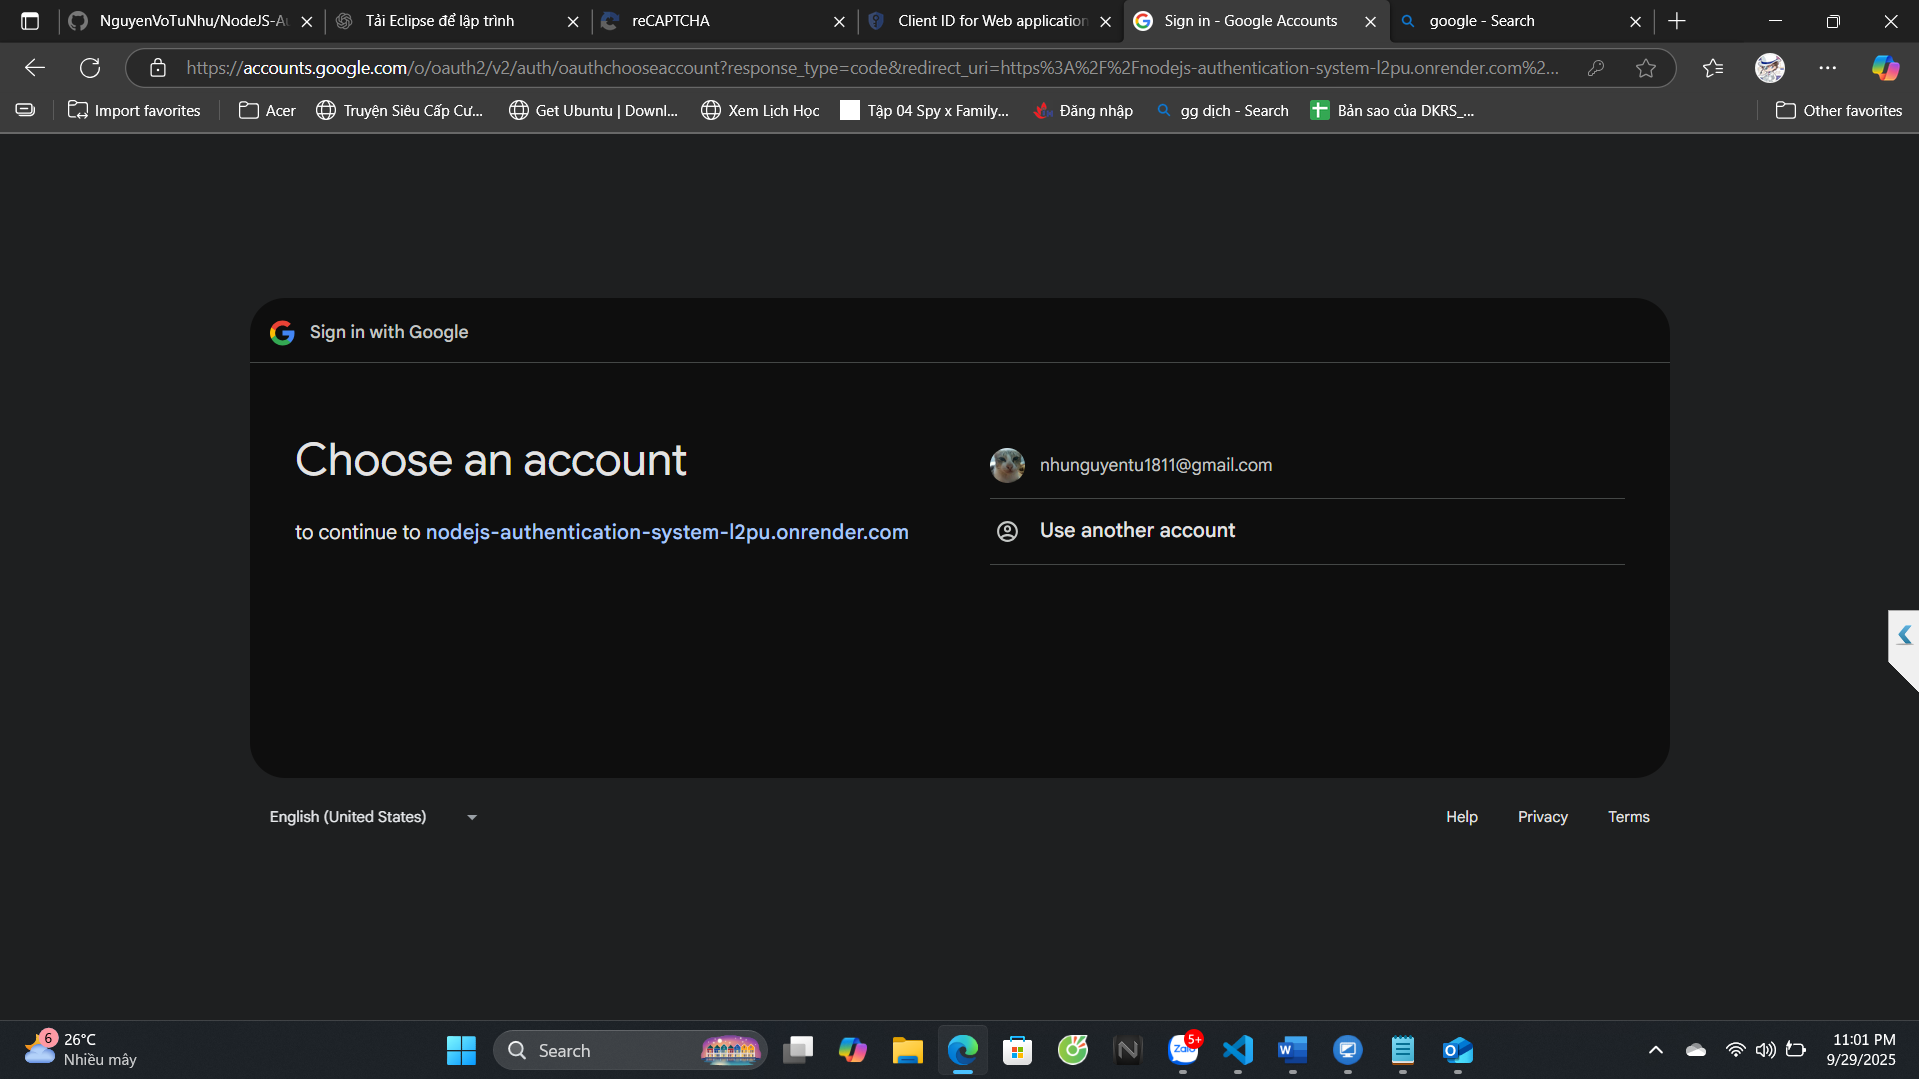 NguyenVoTuNhu/NodeJS-Au
Tải Eclipse để lập trình
reCAPTCHA
Client ID for Web application
Sign in - Google Accounts
google - Search
https://accounts.google.com/o/oauth2/v2/auth/oauthchooseaccount?response_type=code&redirect_uri=https%3A%2F%2Fnodejs-authentication-system-l2pu.onrender.com%2...
Import favorites
Acer
Truyện Siêu Cấp Cư...
Get Ubuntu | Downl...
Xem Lịch Học
Tập 04 Spy x Family...
Đăng nhập
gg dịch - Search
Bản sao của DKRS_...
Other favorites
Sign in with Google
Choose an account
to continue to nodejs-authentication-system-l2pu.onrender.com
nhunguyentu1811@gmail.com
Use another account
English (United States)
Help
Privacy
Terms
6
26°C
Nhiều mây
Search
Zalo
5+
11:01 PM
9/29/2025